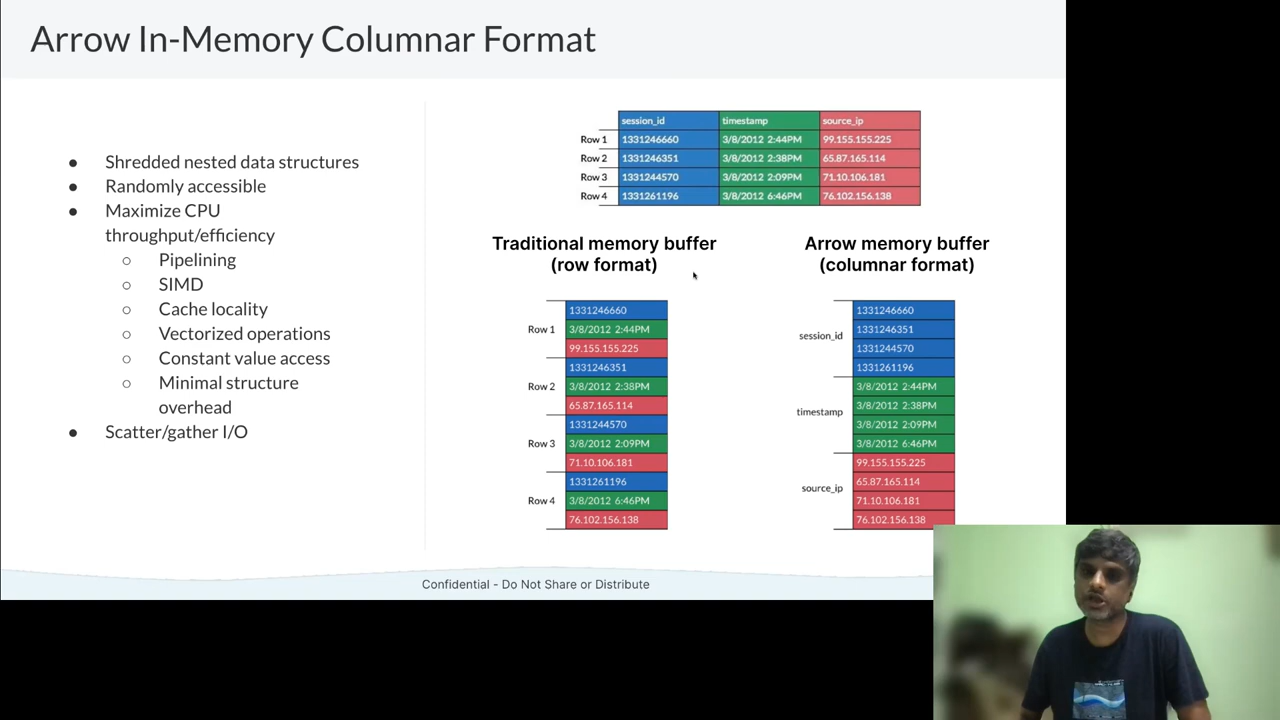 Arrow In-Memory Columnar Format
● Shredded nested data structures
● Randomly accessible
● Maximize CPU
throughput/efficiency
○ Pipelining
○ SIMD
○ Cache locality
○ Vectorized operations
○ Constant value access
○ Minimal structure
overhead
● Scatter/gather I/O
session_id timestamp source_ip
Row 1 1331246660 3/8/2012 2:44PM 99.155.155.225
Row 2 1331246351 3/8/2012 2:38PM 65.87.165.114
Row 3 1331244570 3/8/2012 2:09PM 71.10.106.181
Row 4 1331261196 3/8/2012 6:46PM 76.102.156.138
Traditional memory buffer
(row format)
1331246660
Row 1 3/8/2012 2:44PM
99.155.155.225
1331246351
Row 2 3/8/2012 2:38PM
65.87.165.114
1331244570
Row 3 3/8/2012 2:09PM
71.10.106.181
1331261196
Row 4 3/8/2012 6:46PM
76.102.156.138
Arrow memory buffer
(columnar format)
session_id
1331246660
1331246351
1331244570
1331261196
timestamp
3/8/2012 2:44PM
3/8/2012 2:38PM
3/8/2012 2:09PM
3/8/2012 6:46PM
source_ip
99.155.155.225
65.87.165.114
71.10.106.181
76.102.156.138
Confidential - Do Not Share or Distribute